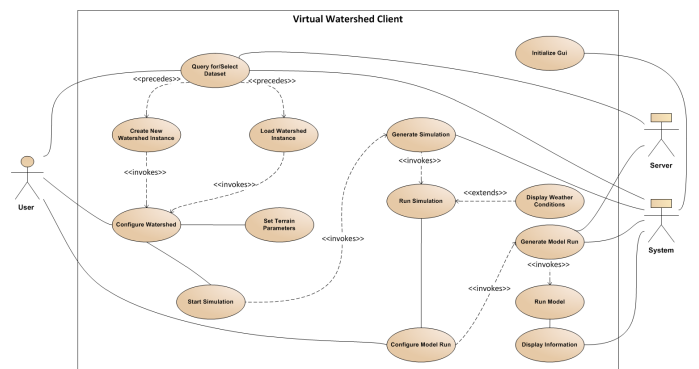 Virtual Watershed Client
Query for/Select
Dataset
Initialize Gui
<<precedes>>
<<precedes>>
Create New
Watershed Instance
Load Watershed
Instance
Generate Simulation
Server
User
<<invokes>>
<<invokes>>
<<invokes>>
Run Simulation
<<extends>>
Display Weather
Conditions
Configure Watershed
Set Terrain
Parameters
<<invokes>>
Generate Model Run
System
<<invokes>>
<<invokes>>
Start Simulation
Run Model
Configure Model Run
Display Information